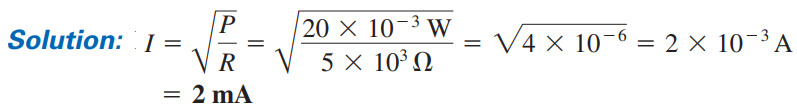 Solution: I = √(P/R) = √(20 × 10⁻³ W / 5 × 10³ Ω) = √(4 × 10⁻⁶) = 2 × 10⁻³ A
= 2 mA